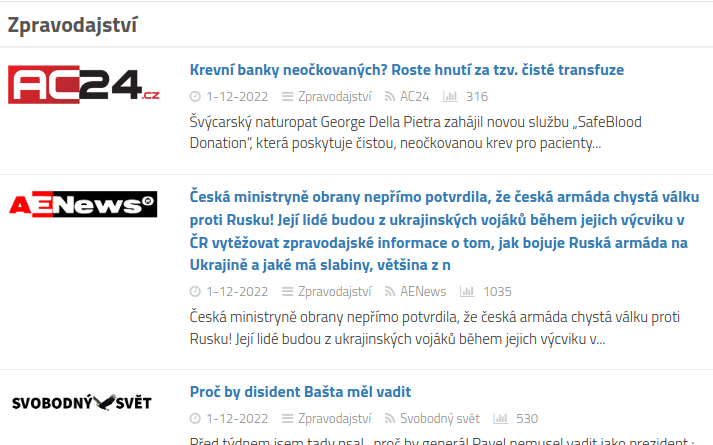 Zpravodajství
AC24.cz
Krevní banky neočkovaných? Roste hnutí za tzv. čisté transfuze
1-12-2022 Zpravodajství AC24 316
Švýcarský naturopat George Della Pietra zahájil novou službu „SafeBlood
Donation“, která poskytuje čistou, neočkovanou krev pro pacienty...
AENews
Česká ministryně obrany nepřímo potvrdila, že česká armáda chystá válku
proti Rusku! Její lidé budou z ukrajinských vojáků během jejich výcviku v
ČR vytěžovat zpravodajské informace o tom, jak bojuje Ruská armáda na
Ukrajině a jaké má slabiny, většina z n
1-12-2022 Zpravodajství AENews 1035
Česká ministryně obrany nepřímo potvrdila, že česká armáda chystá válku proti
Rusku! Její lidé budou z ukrajinských vojáků během jejich výcviku v...
SVOBODNÝ SVĚT
Proč by disident Bašta měl vadit
1-12-2022 Zpravodajství Svobodný svět 530
Před týdnem jsem tady psal, proč by generál Pavel nemusel vadit jako prezident :